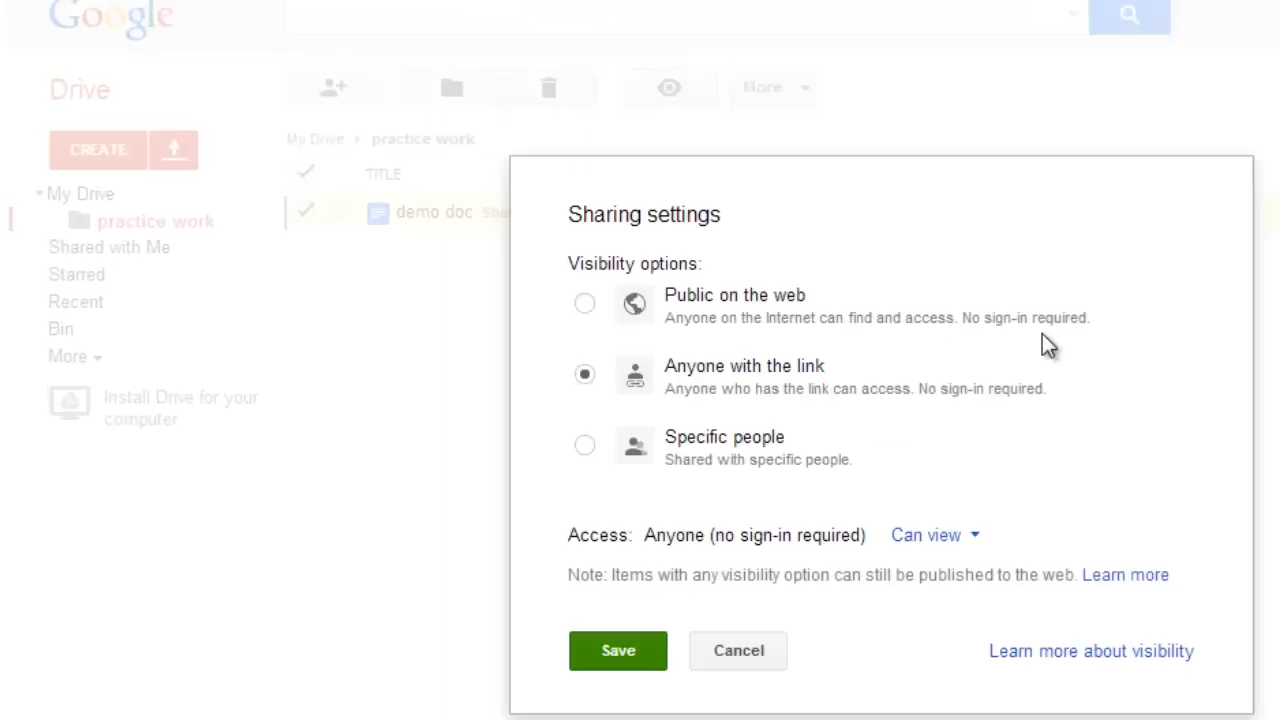 Google
Drive
More
CREATE
My Drive practice work
TITLE
My Drive
practice work
demo doc
Shared with Me
Starred
Recent
Bin
More
Install Drive for your
computer
Sharing settings
Visibility options:
Public on the web
Anyone on the Internet can find and access. No sign-in required.
Anyone with the link
Anyone who has the link can access. No sign-in required.
Specific people
Shared with specific people.
Access: Anyone (no sign-in required) Can view
Note: Items with any visibility option can still be published to the web. Learn more
Save Cancel Learn more about visibility